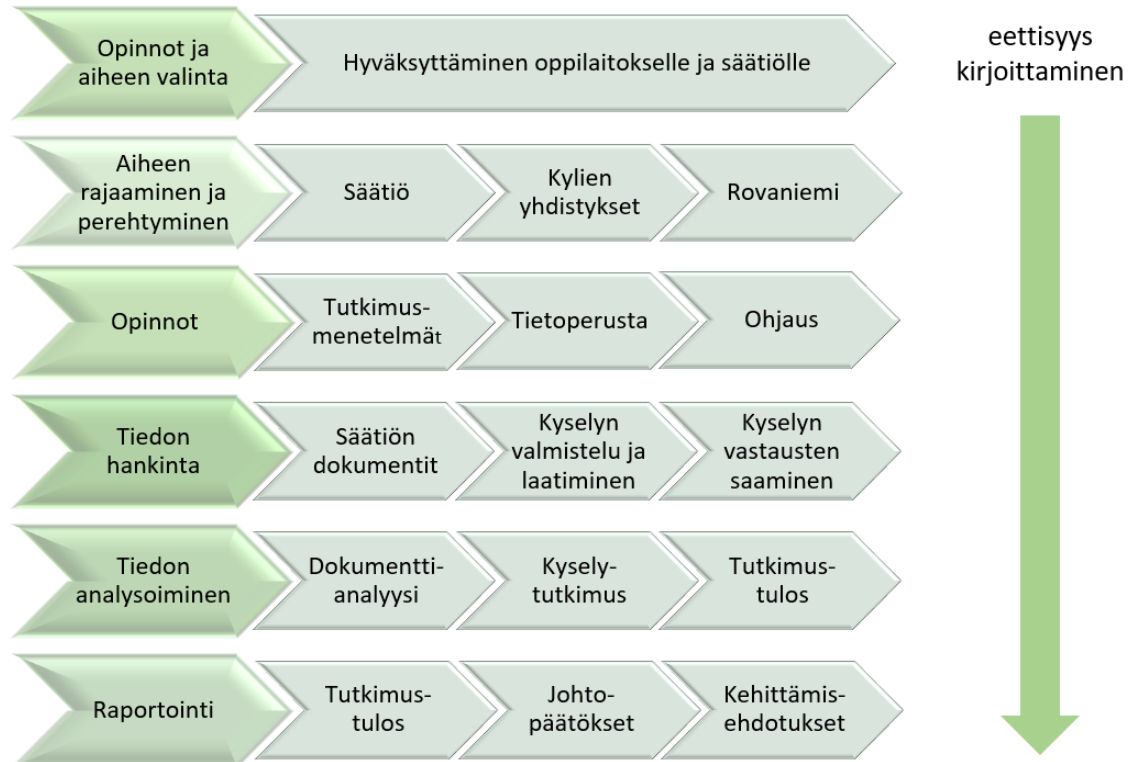 Opinnot ja
aiheen valinta
Hyväksyttäminen oppilaitokselle ja säätiölle
eettisyys
kirjoittaminen
Aiheen
rajaaminen ja
perehtyminen
Säätiö
Kylien
yhdistykset
Rovaniemi
Opinnot
Tutkimus-
menetelmät
Tietoperusta
Ohjaus
Tiedon
hankinta
Säätiön
dokumentit
Kyselyn
valmistelu ja
laatiminen
Kyselyn
vastausten
saaminen
Tiedon
analysoiminen
Dokumentti-
analyysi
Kysely-
tutkimus
Tutkimus-
tulos
Raportointi
Tutkimus-
tulos
Johto-
päätökset
Kehittämis-
ehdotukset